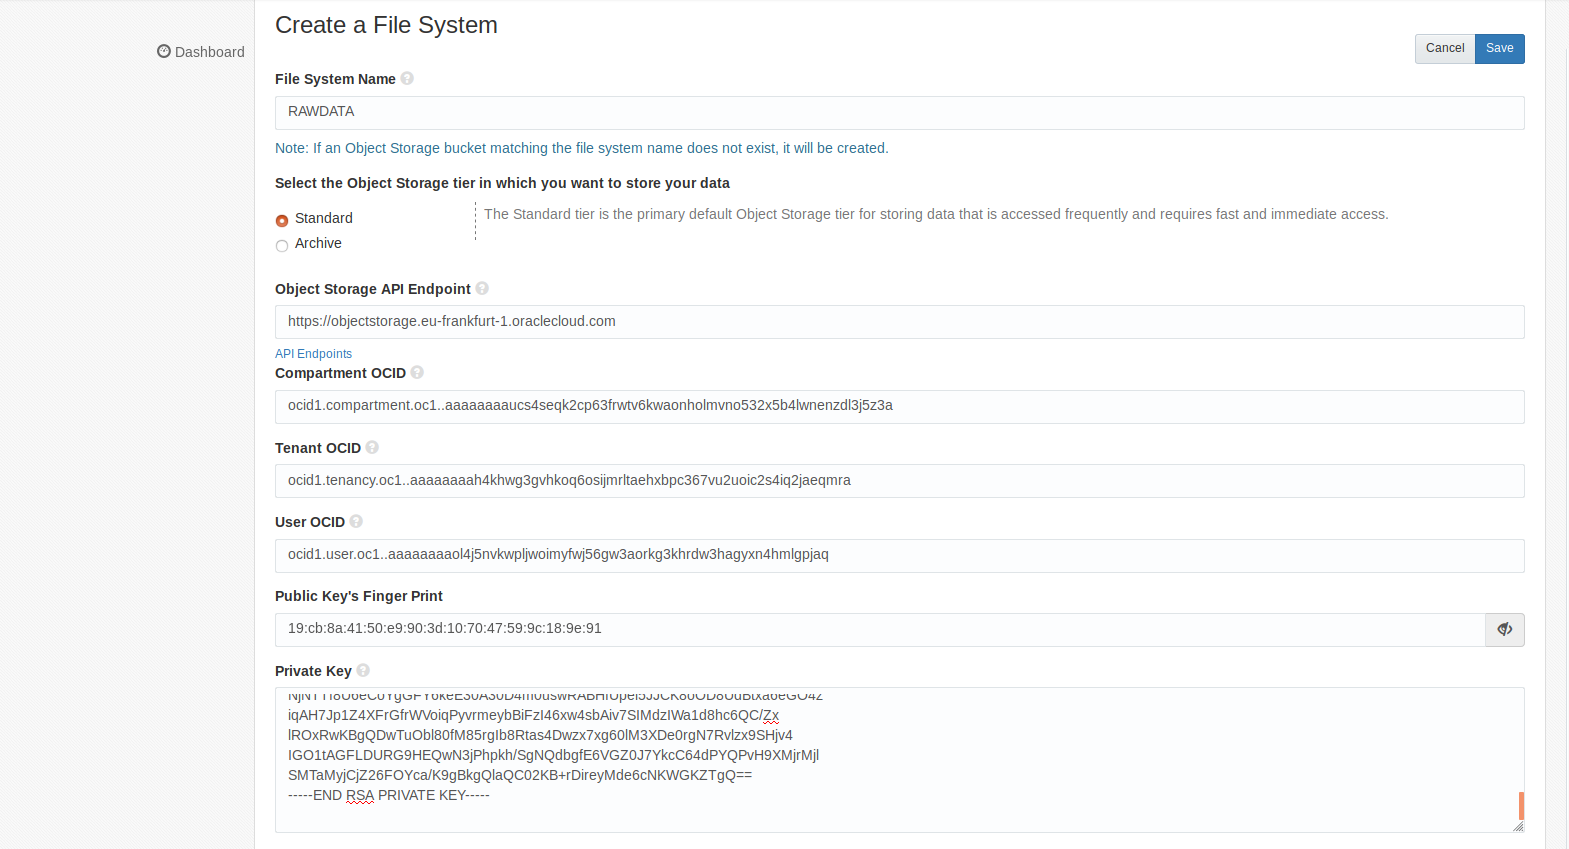 Create a File System
Dashboard
Cancel
Save
File System Name
RAWDATA
Note: If an Object Storage bucket matching the file system name does not exist, it will be created.
Select the Object Storage tier in which you want to store your data
Standard
The Standard tier is the primary default Object Storage tier for storing data that is accessed frequently and requires fast and immediate access.
Archive
Object Storage API Endpoint
https://objectstorage.eu-frankfurt-1.oraclecloud.com
API Endpoints
Compartment OCID
ocid1.compartment.oc1..aaaaaaaaucs4seqk2cp63frwtv6kwaonholmvno532x5b4lwnenzdl3j5z3a
Tenant OCID
ocid1.tenancy.oc1..aaaaaaaah4khwg3gvhkoq6osijmrltaehxbpc367vu2uoic2s4iq2jaeqmra
User OCID
ocid1.user.oc1..aaaaaaaaol4j5nvkwpljwoimyfwj56gw3aorkg3khrdw3hagyxn4hmlgpjaq
Public Key's Finger Print
19:cb:8a:41:50:e9:90:3d:10:70:47:59:9c:18:9e:91
Private Key
iqAH7Jp1Z4XFrGfrWVoiqPyvrmeybBiFzI46xw4sbAiv7SIMdzIWa1d8hc6QC/Zx
lROxRwKBgQDwTuObl80fM85rgIb8Rtas4Dwzx7xg60lM3XDe0rgN7Rvlzx9SHjv4
IGO1tAGFLDURG9HEQwN3jPhpkh/SgNQdbgfE6VGZ0J7YkcC64dPYQPvH9XMjrMjl
SMTaMyjCjZ26FOYca/K9gBkgQlaQC02KB+rDireyMde6cNKWGKZTgQ==
-----END RSA PRIVATE KEY-----